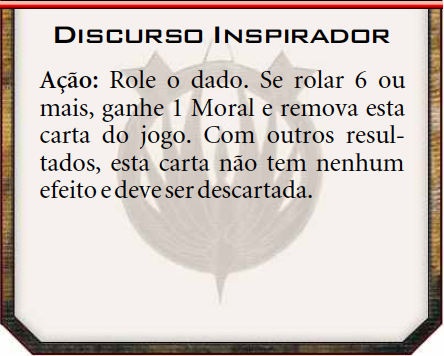 Discurso Inspirador
Ação: Role o dado. Se rolar 6 ou
mais, ganhe 1 Moral e remova esta
carta do jogo. Com outros resul-
tados, esta carta não tem nenhum
efeito e deve ser descartada.